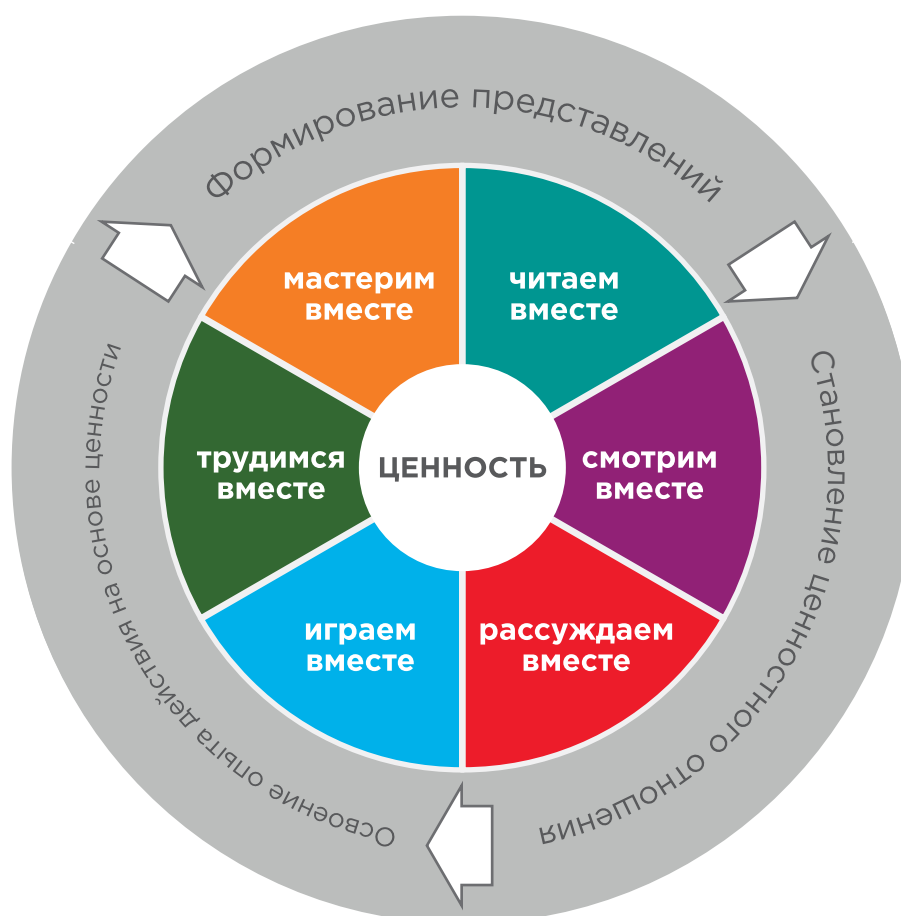 Формирование представлений
Становление ценностного отношения
Освоение опыта действия на основе ценности
мастерим
вместе
читаем
вместе
трудимся
вместе
ЦЕННОСТЬ
смотрим
вместе
играем
вместе
рассуждаем
вместе